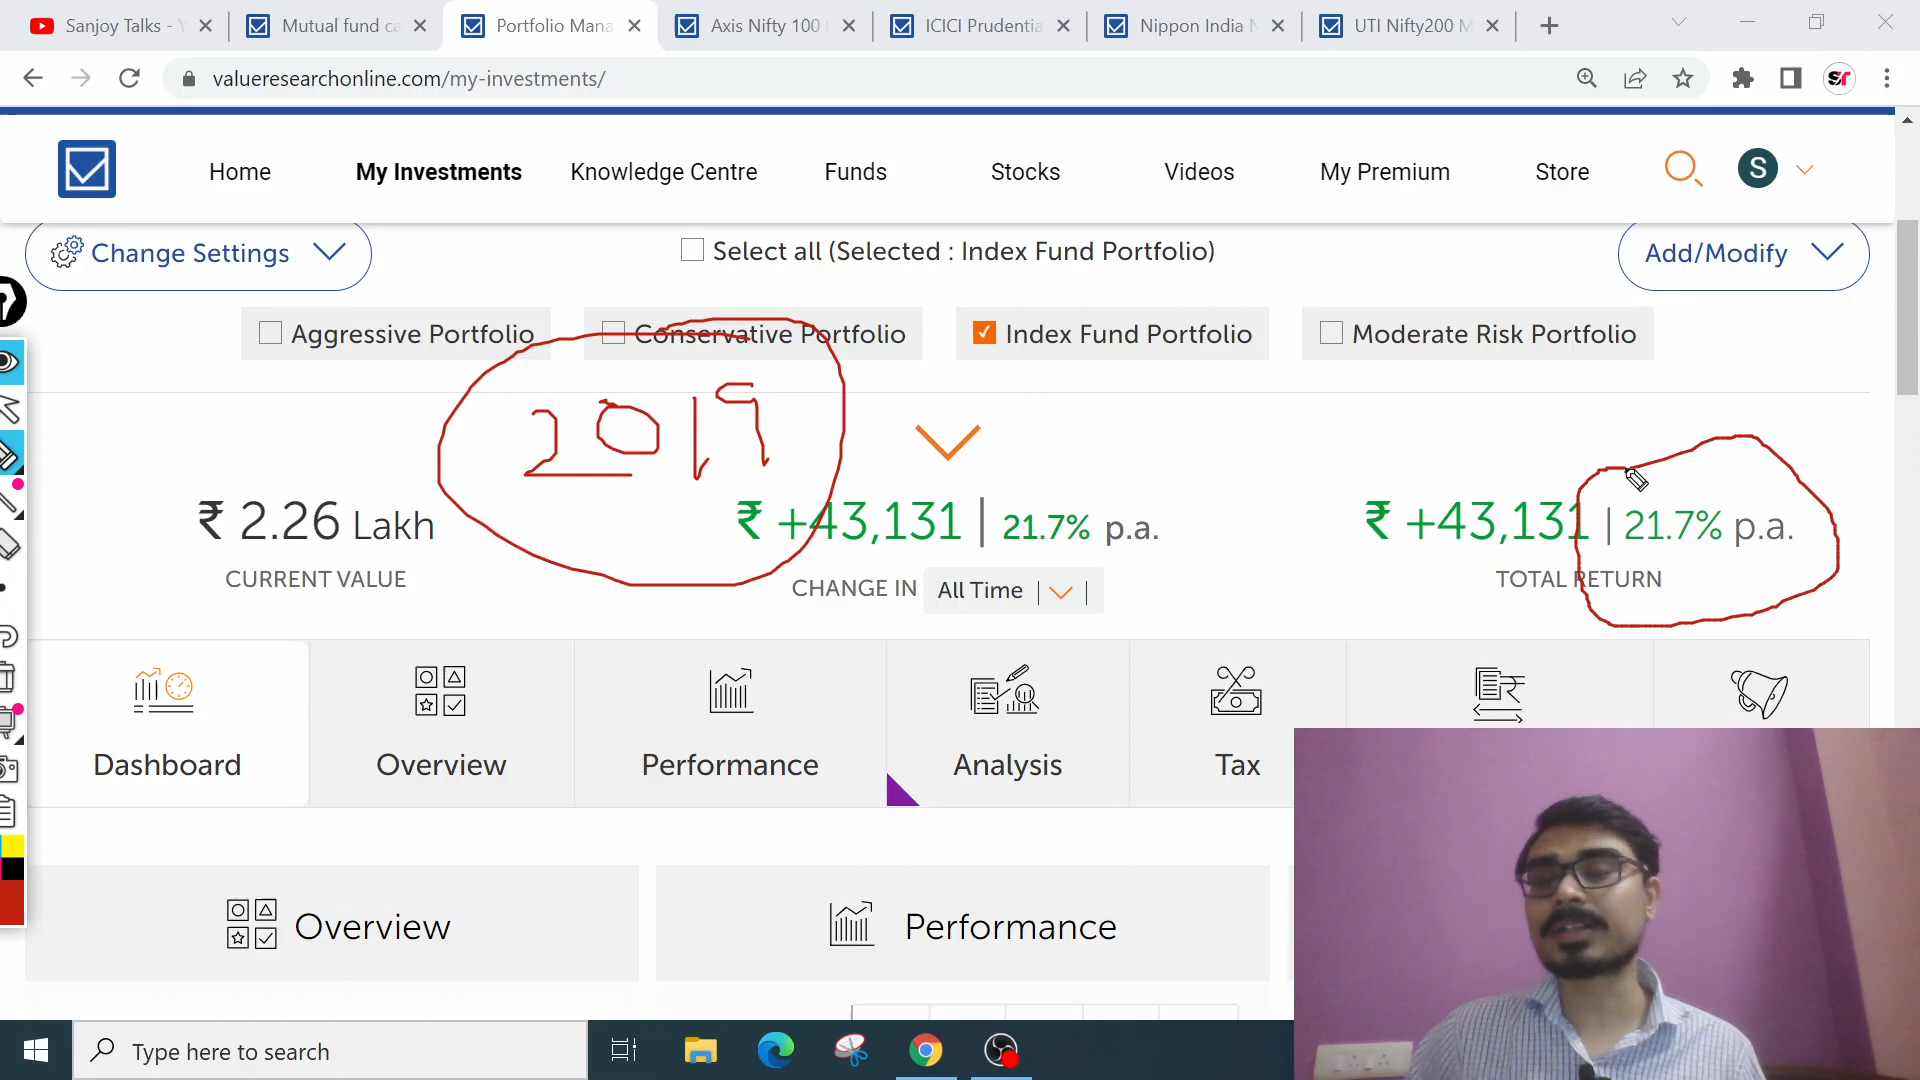 Sanjoy Talks - Y
Mutual fund ca
Portfolio Mana
Axis Nifty 100
ICICI Prudentia
Nippon India N
UTI Nifty200 M
valueresearchonline.com/my-investments/
Home
My Investments
Knowledge Centre
Funds
Stocks
Videos
My Premium
Store
S
Change Settings
Select all (Selected : Index Fund Portfolio)
Add/Modify
Aggressive Portfolio
Conservative Portfolio
Index Fund Portfolio
Moderate Risk Portfolio
2019
₹ 2.26 Lakh
CURRENT VALUE
₹ +43,131 | 21.7% p.a.
CHANGE IN All Time
₹ +43,131 | 21.7% p.a.
TOTAL RETURN
Dashboard
Overview
Performance
Analysis
Tax
Overview
Performance
Type here to search